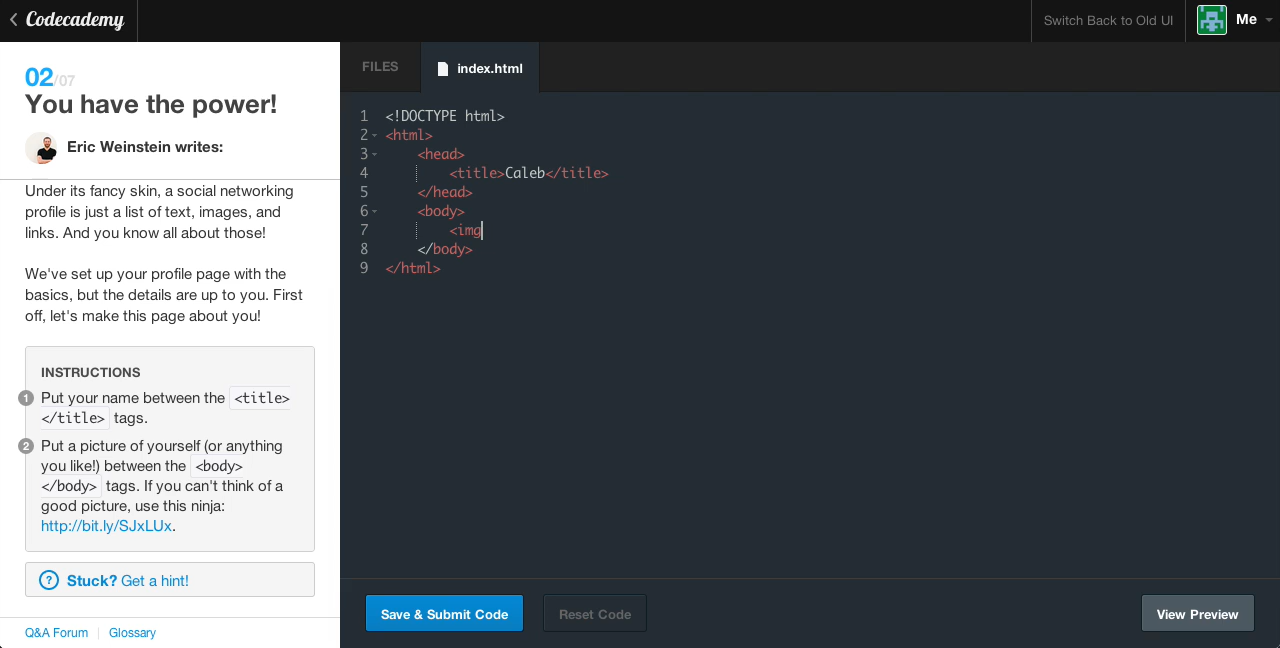 Codecademy
Switch Back to Old UI
Me
02/07
You have the power!
Eric Weinstein writes:
Under its fancy skin, a social networking
profile is just a list of text, images, and
links. And you know all about those!
We've set up your profile page with the
basics, but the details are up to you. First
off, let's make this page about you!
INSTRUCTIONS
1 Put your name between the <title>
</title> tags.
2 Put a picture of yourself (or anything
you like!) between the <body>
</body> tags. If you can't think of a
good picture, use this ninja:
http://bit.ly/SJxLUx.
? Stuck? Get a hint!
Q&A Forum
Glossary
FILES
index.html
1 <!DOCTYPE html>
2 <html>
3 <head>
4 <title>Caleb</title>
5 </head>
6 <body>
7 <img
8 </body>
9 </html>
Save & Submit Code
Reset Code
View Preview